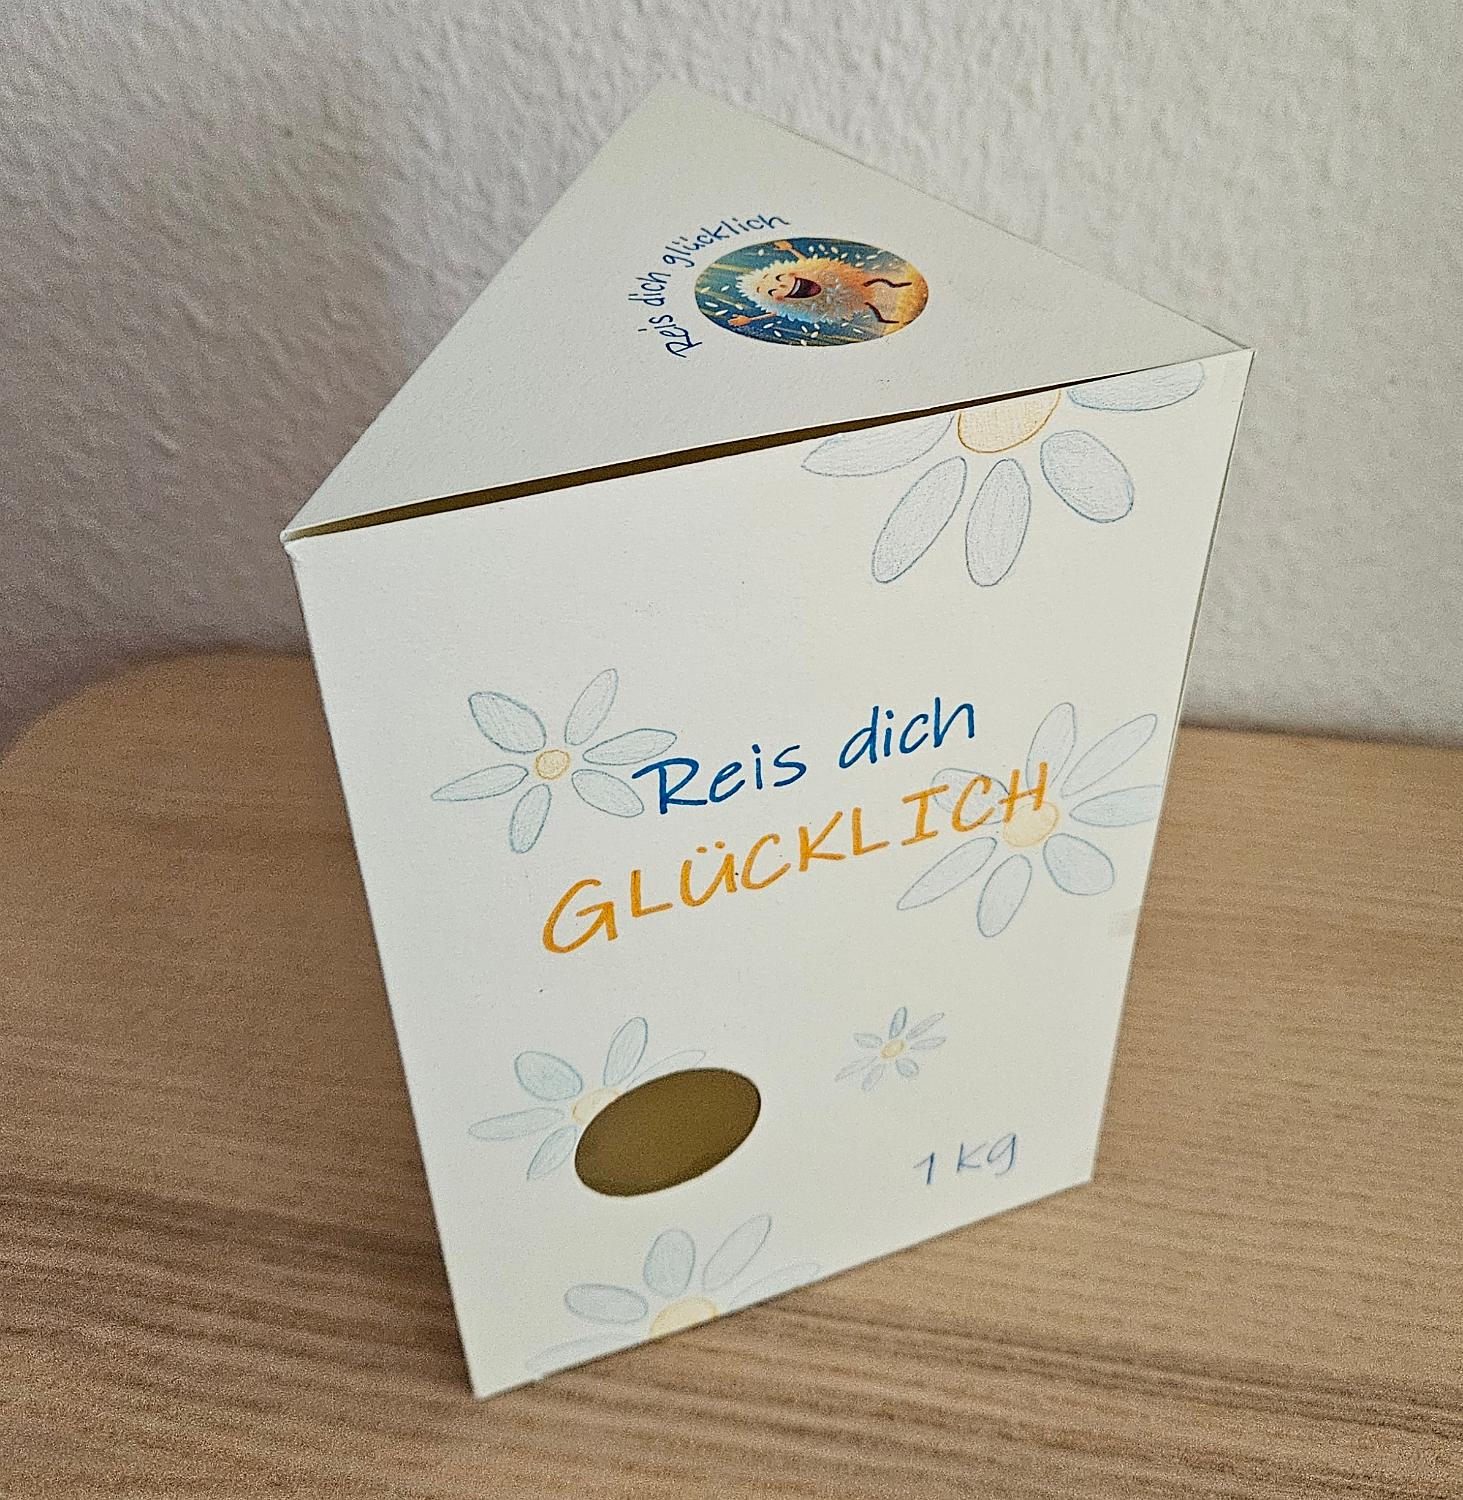 Reis dich glücklich
Reis dich
GLÜCKLICH
1 kg